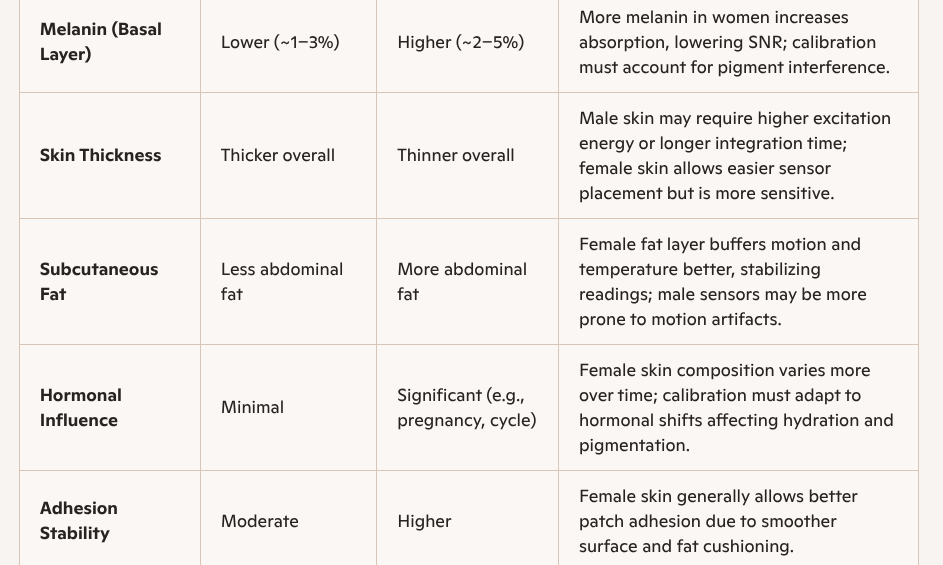 Melanin (Basal
Layer)
Lower (~1–3%)
Higher (~2–5%)
More melanin in women increases
absorption, lowering SNR; calibration
must account for pigment interference.
Skin Thickness
Thicker overall
Thinner overall
Male skin may require higher excitation
energy or longer integration time;
female skin allows easier sensor
placement but is more sensitive.
Subcutaneous
Fat
Less abdominal
fat
More abdominal
fat
Female fat layer buffers motion and
temperature better, stabilizing
readings; male sensors may be more
prone to motion artifacts.
Hormonal
Influence
Minimal
Significant (e.g.,
pregnancy, cycle)
Female skin composition varies more
over time; calibration must adapt to
hormonal shifts affecting hydration and
pigmentation.
Adhesion
Stability
Moderate
Higher
Female skin generally allows better
patch adhesion due to smoother
surface and fat cushioning.